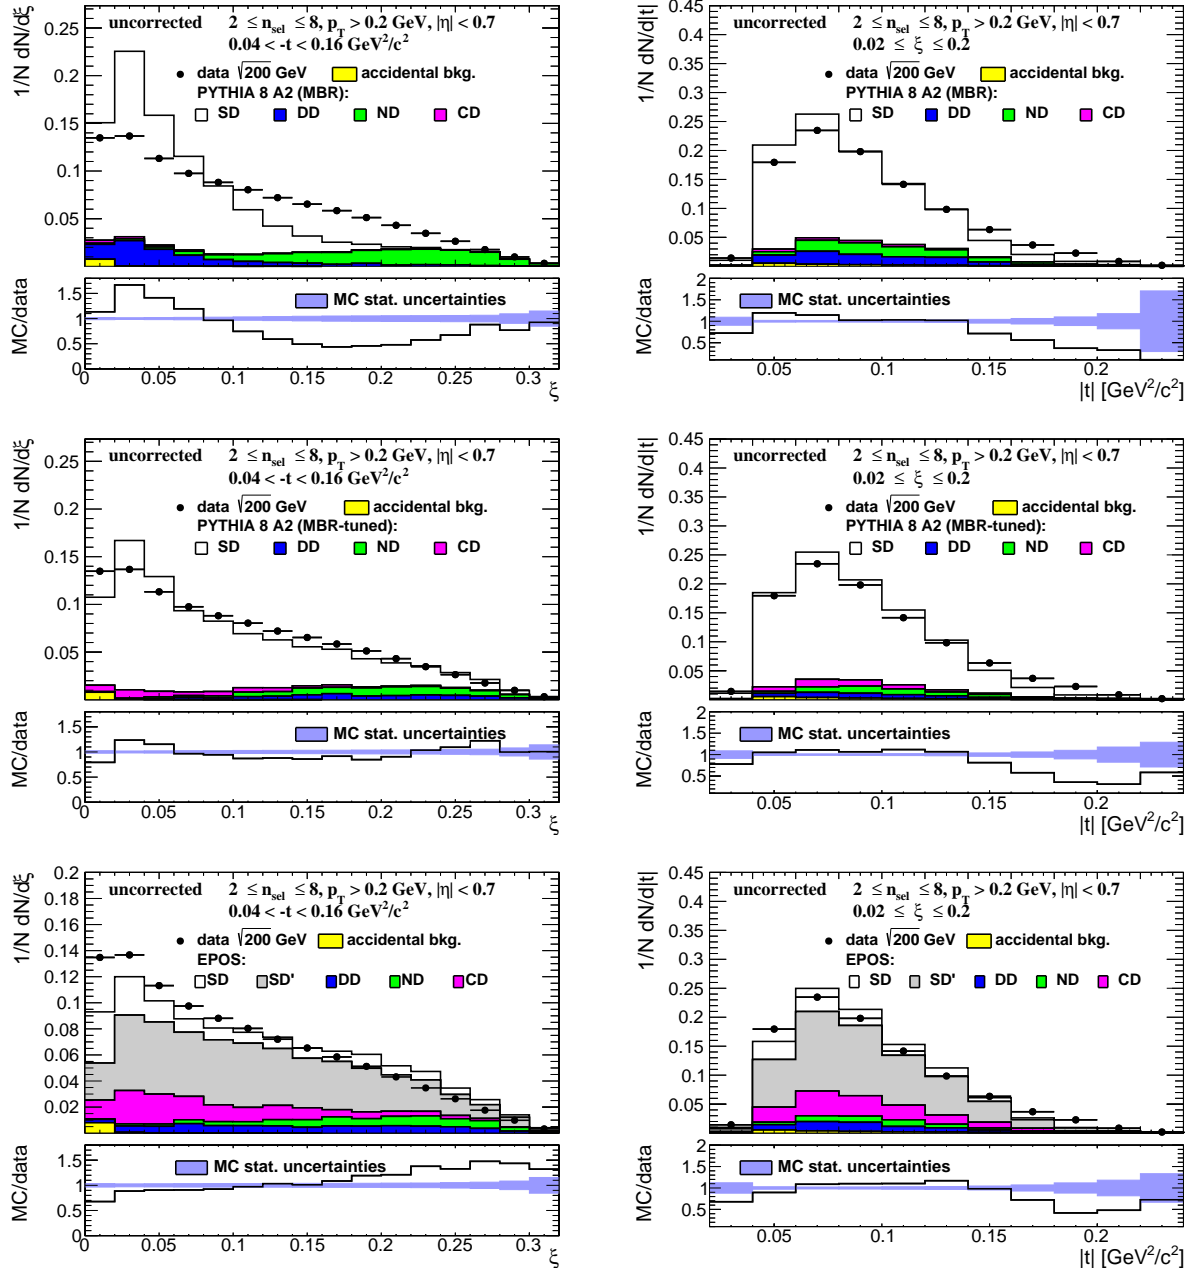 1/N dN/dξ
uncorrected 2 ≤ n_sel ≤ 8, p_T > 0.2 GeV, |η| < 0.7
0.04 < -t < 0.16 GeV²/c²
data √200 GeV accidental bkg.
PYTHIA 8 A2 (MBR):
SD DD ND CD
0.25
0.2
0.15
0.1
0.05
MC/data
MC stat. uncertainties
1.5
1
0.5
0
0 0.05 0.1 0.15 0.2 0.25 0.3
ξ
1/N dN/d|t|
uncorrected 2 ≤ n_sel ≤ 8, p_T > 0.2 GeV, |η| < 0.7
0.02 ≤ ξ ≤ 0.2
data √200 GeV accidental bkg.
PYTHIA 8 A2 (MBR):
SD DD ND CD
0.45
0.4
0.35
0.3
0.25
0.2
0.15
0.1
0.05
MC/data
MC stat. uncertainties
2
1.5
1
0.5
0.05 0.1 0.15 0.2
|t| [GeV²/c²]
1/N dN/dξ
uncorrected 2 ≤ n_sel ≤ 8, p_T > 0.2 GeV, |η| < 0.7
0.04 < -t < 0.16 GeV²/c²
data √200 GeV accidental bkg.
PYTHIA 8 A2 (MBR-tuned):
SD DD ND CD
0.25
0.2
0.15
0.1
0.05
MC/data
MC stat. uncertainties
1.5
1
0.5
0
0 0.05 0.1 0.15 0.2 0.25 0.3
ξ
1/N dN/d|t|
uncorrected 2 ≤ n_sel ≤ 8, p_T > 0.2 GeV, |η| < 0.7
0.02 ≤ ξ ≤ 0.2
data √200 GeV accidental bkg.
PYTHIA 8 A2 (MBR-tuned):
SD DD ND CD
0.45
0.4
0.35
0.3
0.25
0.2
0.15
0.1
0.05
MC/data
MC stat. uncertainties
2
1.5
1
0.5
0.05 0.1 0.15 0.2
|t| [GeV²/c²]
1/N dN/dξ
uncorrected 2 ≤ n_sel ≤ 8, p_T > 0.2 GeV, |η| < 0.7
0.04 < -t < 0.16 GeV²/c²
data √200 GeV accidental bkg.
EPOS:
SD SD' DD ND CD
0.2
0.18
0.16
0.14
0.12
0.1
0.08
0.06
0.04
0.02
MC/data
MC stat. uncertainties
1.5
1
0.5
0
0 0.05 0.1 0.15 0.2 0.25 0.3
ξ
1/N dN/d|t|
uncorrected 2 ≤ n_sel ≤ 8, p_T > 0.2 GeV, |η| < 0.7
0.02 ≤ ξ ≤ 0.2
data √200 GeV accidental bkg.
EPOS:
SD SD' DD ND CD
0.45
0.4
0.35
0.3
0.25
0.2
0.15
0.1
0.05
MC/data
MC stat. uncertainties
2
1.5
1
0.5
0.05 0.1 0.15 0.2
|t| [GeV²/c²]